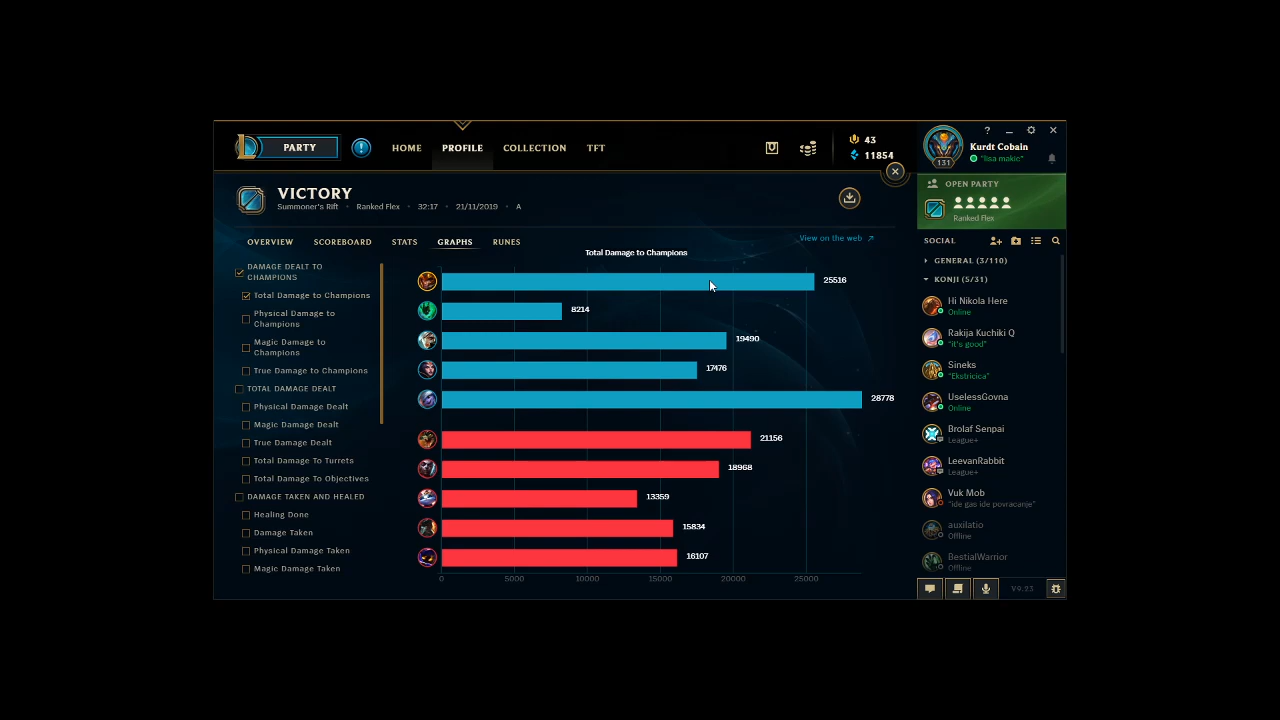 PARTY
HOME
PROFILE
COLLECTION
TFT
43
11854
131
?
Kurdt Cobain
"lisa makic"
VICTORY
Summoner's Rift • Ranked Flex • 32:17 • 21/11/2019 • A
OPEN PARTY
Ranked Flex
OVERVIEW
SCOREBOARD
STATS
GRAPHS
RUNES
View on the web
DAMAGE DEALT TO
CHAMPIONS
Total Damage to Champions
Physical Damage to
Champions
Magic Damage to
Champions
True Damage to Champions
TOTAL DAMAGE DEALT
Physical Damage Dealt
Magic Damage Dealt
True Damage Dealt
Total Damage To Turrets
Total Damage To Objectives
DAMAGE TAKEN AND HEALED
Healing Done
Damage Taken
Physical Damage Taken
Magic Damage Taken
Total Damage to Champions
25516
8214
19490
17476
28778
21156
18968
13359
15834
16107
0 5000 10000 15000 20000 25000
SOCIAL
GENERAL (3/110)
KONJI (5/31)
Hi Nikola Here
Online
Rakija Kuchiki Q
"it's good"
Sineks
"Ekstricica"
UselessGovna
Online
Brolaf Senpai
League+
LeevanRabbit
League+
Vuk Mob
"ide gas ide povracanje"
auxilatio
Offline
BestialWarrior
Offline
V9.23